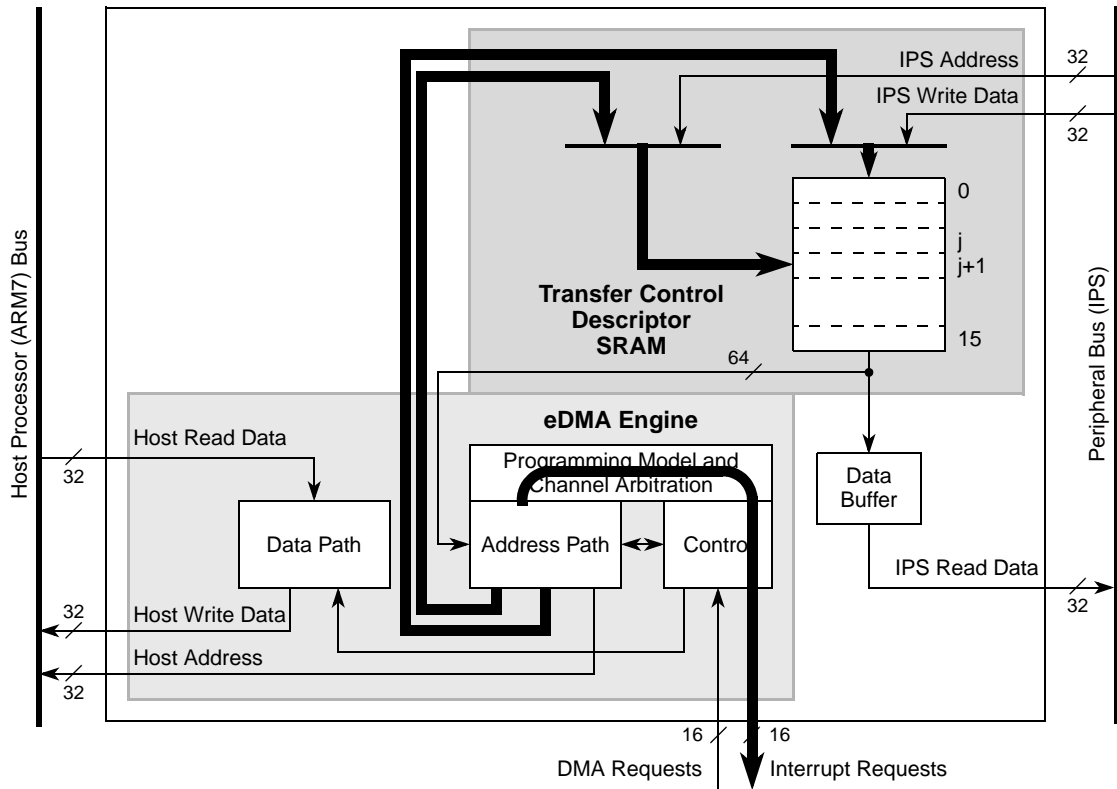 IPS Address
32
IPS Write Data
32
0
j
j+1
15
Transfer Control
Descriptor
SRAM
64
Host Processor (ARM7) Bus
Peripheral Bus (IPS)
eDMA Engine
Host Read Data
32
Programming Model and
Channel Arbitration
Data
Buffer
Data Path
Address Path
Control
IPS Read Data
32
32
Host Write Data
Host Address
32
16
16
DMA Requests
Interrupt Requests